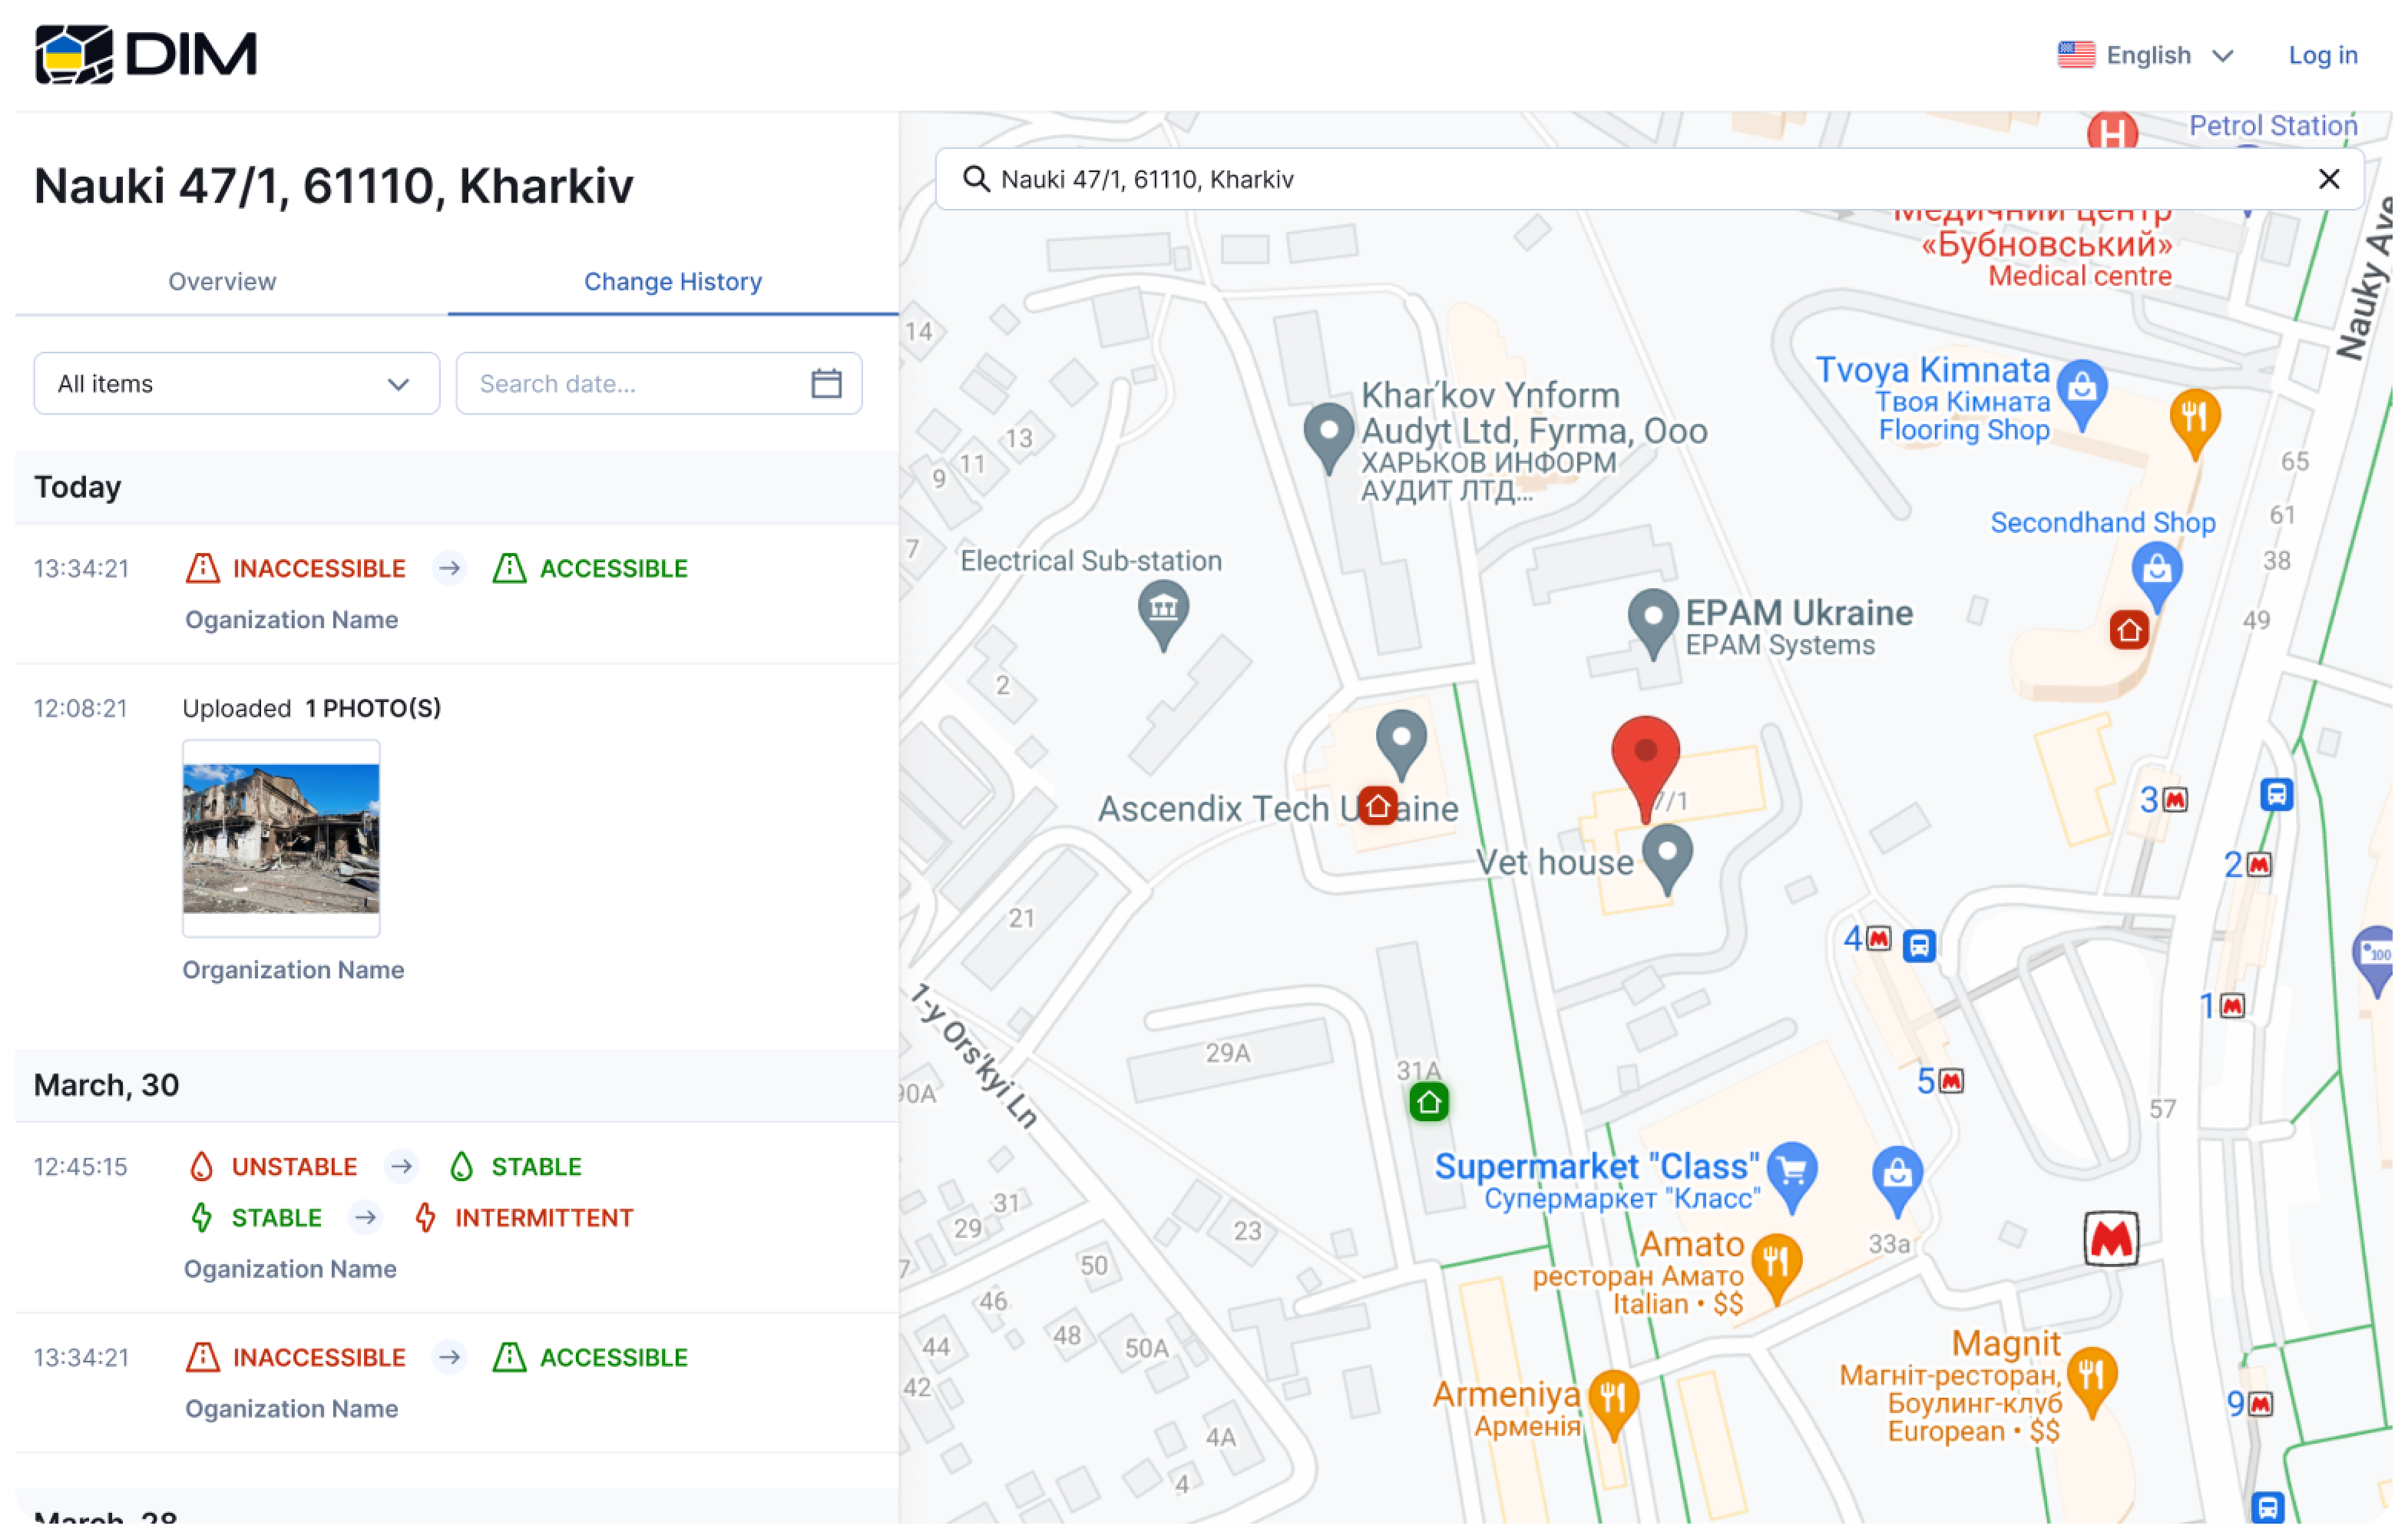 DIM
English
Log in
Nauki 47/1, 61110, Kharkiv
Overview
Change History
All items
Search date...
Today
13:34:21
INACCESSIBLE
ACCESSIBLE
Oganization Name
12:08:21
Uploaded 1 PHOTO(S)
Organization Name
March, 30
12:45:15
UNSTABLE
STABLE
STABLE
INTERMITTENT
Oganization Name
13:34:21
INACCESSIBLE
ACCESSIBLE
Oganization Name
March, 28
Nauki 47/1, 61110, Kharkiv
H
Petrol Station
Медичний центр
«Бубновський»
Medical centre
Nauky Ave
14
13
11
9
7
2
Khar'kov Ynform
Audyt Ltd, Fyrma, Ooo
ХАРЬКОВ ИНФОРМ
АУДИТ ЛТД...
Tvoya Kimnata
Твоя Кімната
Flooring Shop
65
61
38
49
Secondhand Shop
Electrical Sub-station
EPAM Ukraine
EPAM Systems
Ascendix Tech U aine
7/1
Vet house
3
2
4
1
5
100
21
1-y Ors'kyi Ln
29A
90A
31A
57
31
29
23
7
50
46
48
44
50A
42
4A
4
Supermarket "Class"
Супермаркет "Класс"
33a
Amato
ресторан Амато
Italian • $$
M
Magnit
Магніт-ресторан,
Боулинг-клуб
European • $$
Armeniya
Арменія
9